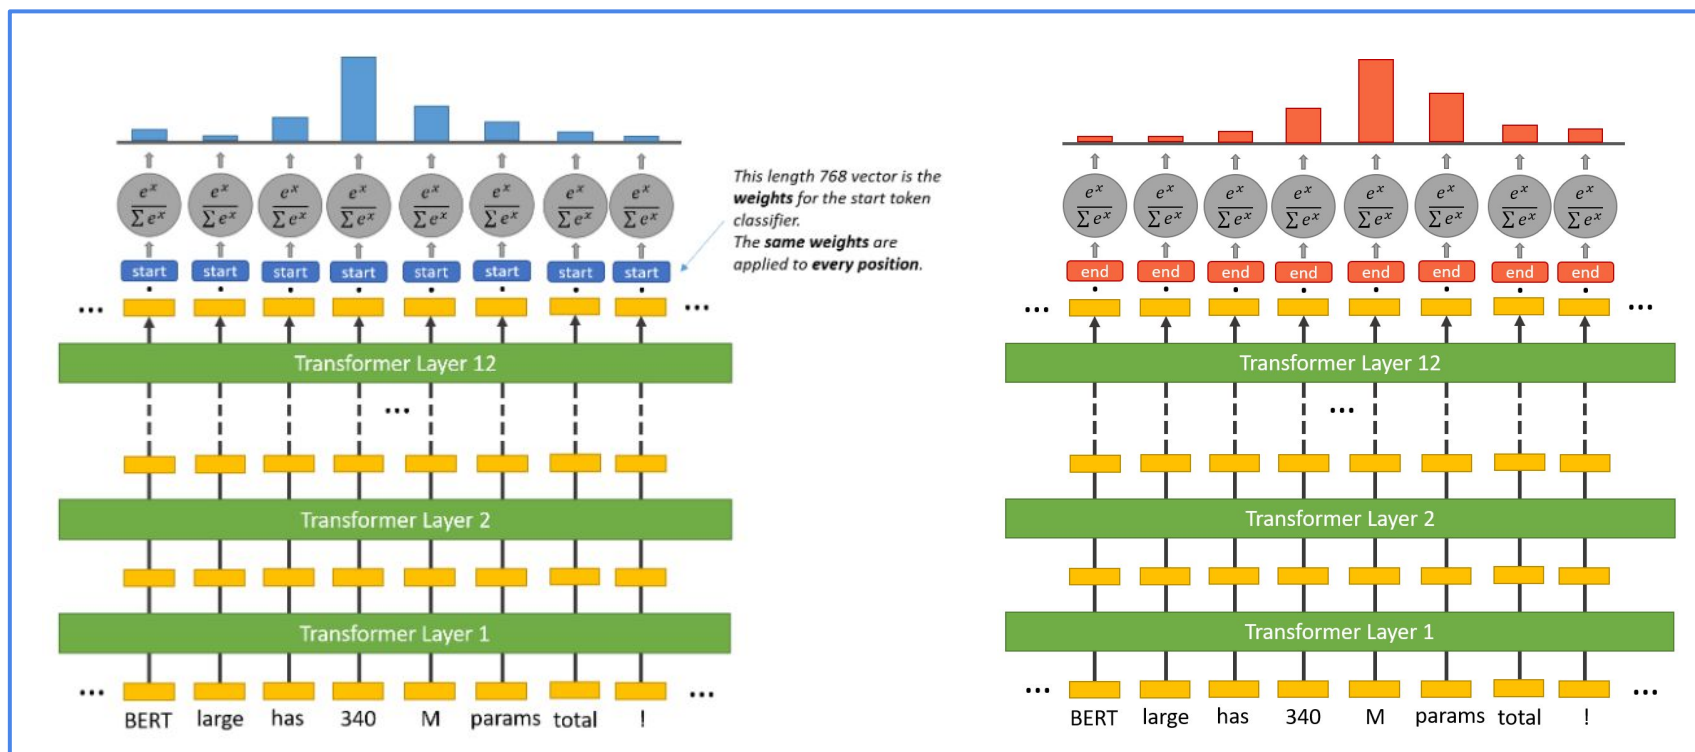 e^x e^x e^x e^x e^x e^x e^x e^x
∑ e^x ∑ e^x ∑ e^x ∑ e^x ∑ e^x ∑ e^x ∑ e^x ∑ e^x
start start start start start start start start
... ...
This length 768 vector is the
weights for the start token
classifier.
The same weights are
applied to every position.
Transformer Layer 12
...
Transformer Layer 2
Transformer Layer 1
... ...
BERT large has 340 M params total !
e^x e^x e^x e^x e^x e^x e^x e^x
∑ e^x ∑ e^x ∑ e^x ∑ e^x ∑ e^x ∑ e^x ∑ e^x ∑ e^x
end end end end end end end end
... ...
Transformer Layer 12
...
Transformer Layer 2
Transformer Layer 1
... ...
BERT large has 340 M params total !